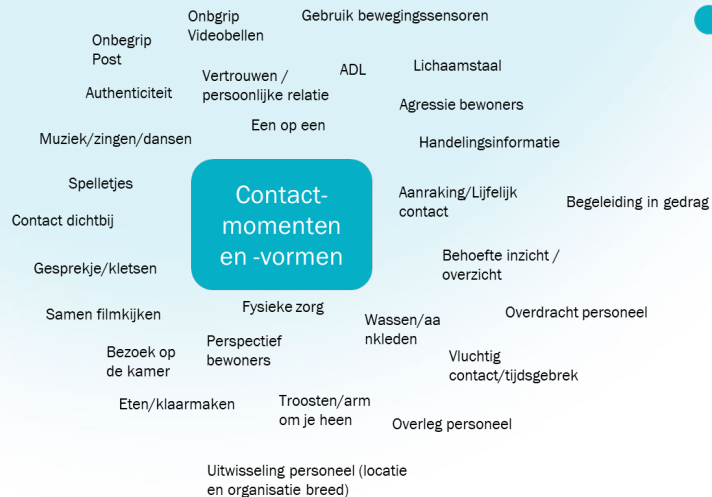 Onbgrip
Videobellen
Gebruik bewegingssensoren
Onbegrip
Post
Vertrouwen /
persoonlijke relatie
ADL
Lichaamstaal
Authenticiteit
Agressie bewoners
Een op een
Muziek/zingen/dansen
Handelingsinformatie
Spelletjes
Contact-
momenten
en -vormen
Aanraking/Lijfelijk
contact
Begeleiding in gedrag
Contact dichtbij
Gesprekje/kletsen
Behoefte inzicht /
overzicht
Samen filmkijken
Fysieke zorg
Wassen/aa
nkleden
Overdracht personeel
Bezoek op
de kamer
Perspectief
bewoners
Vluchtig
contact/tijdsgebrek
Eten/klaarmaken
Troosten/arm
om je heen
Overleg personeel
Uitwisseling personeel (locatie
en organisatie breed)